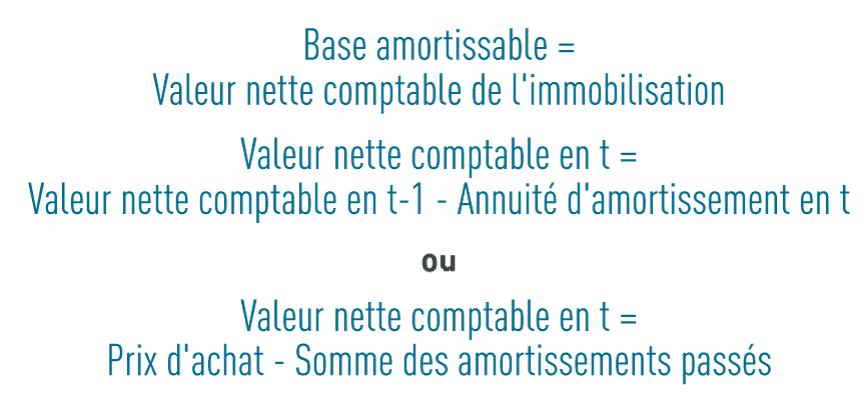 Base amortissable =
Valeur nette comptable de l'immobilisation
Valeur nette comptable en t =
Valeur nette comptable en t-1 - Annuité d'amortissement en t
ou
Valeur nette comptable en t =
Prix d'achat - Somme des amortissements passés